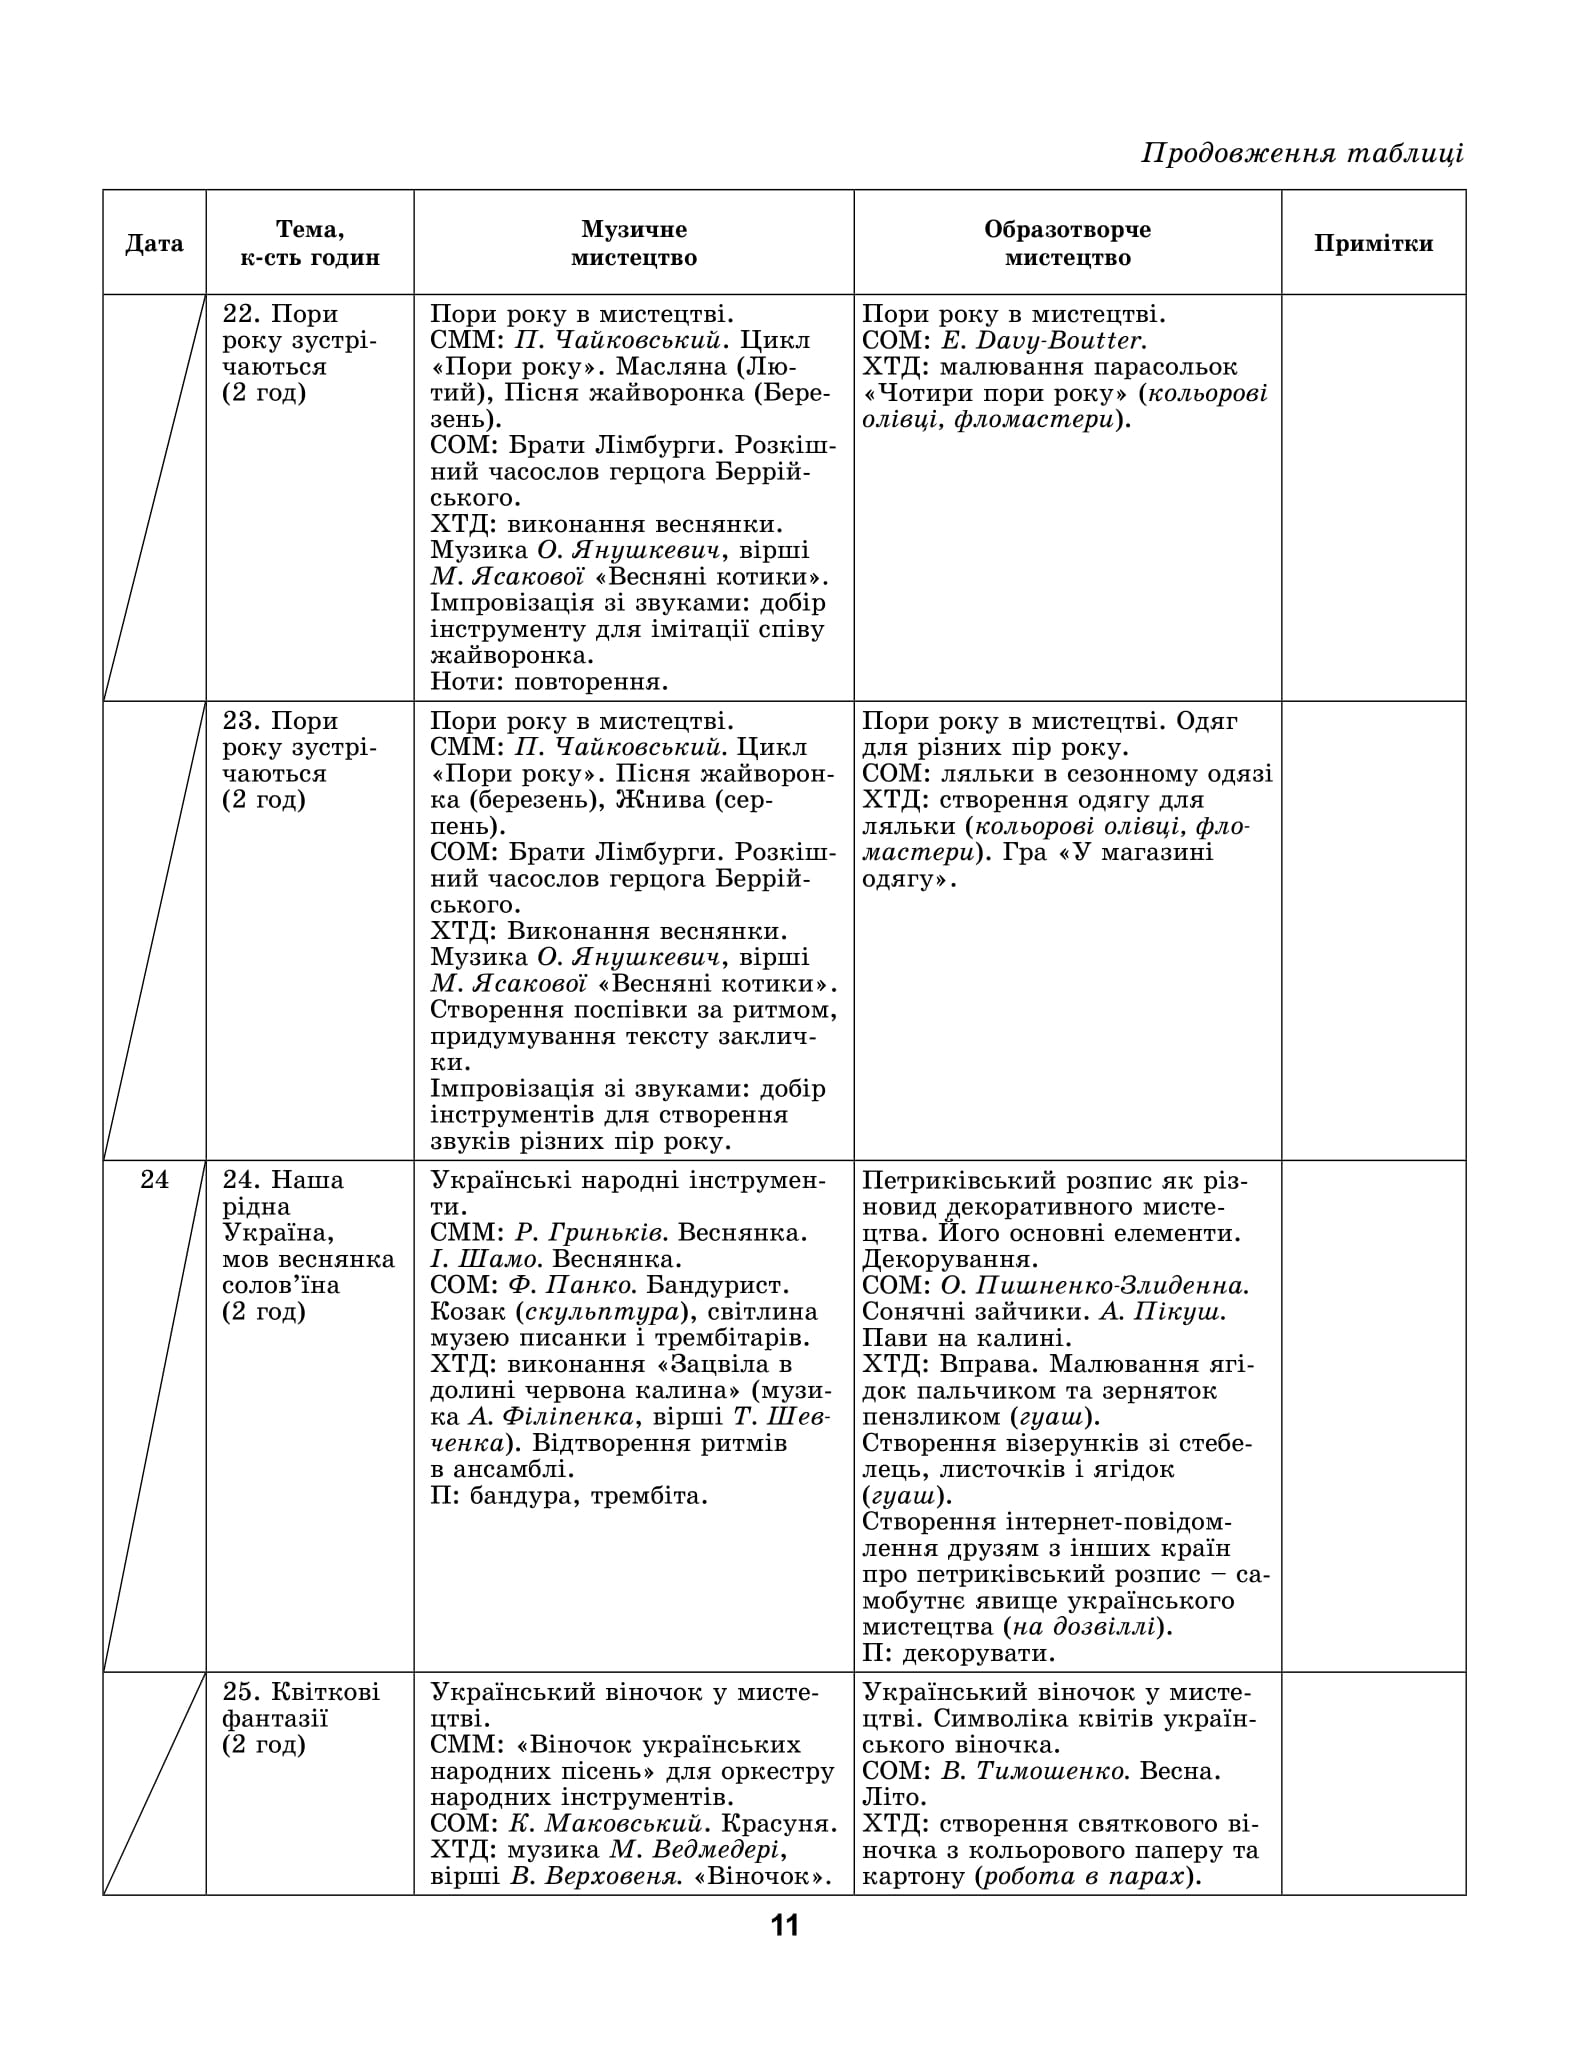 Продовження таблиці
Дата
Тема,
к-сть годин
Музичне
мистецтво
Образотворче
мистецтво
Примітки
22. Пори
року зустрі-
чаються
(2 год)
Пори року в мистецтві.
СММ: П. Чайковський. Цикл
«Пори року». Масляна (Лю-
тий), Пісня жайворонка (Бере-
зень).
СОМ: Брати Лімбурги. Розкіш-
ний часослов герцога Беррій-
ського.
ХТД: виконання веснянки.
Музика О. Янушкевич, вірші
М. Ясакової «Весняні котики».
Імпровізація зі звуками: добір
інструменту для імітації співу
жайворонка.
Ноти: повторення.
Пори року в мистецтві.
СОМ: E. Davy-Boutter.
ХТД: малювання парасольок
«Чотири пори року» (кольорові
олівці, фломастери).
23. Пори
року зустрі-
чаються
(2 год)
Пори року в мистецтві.
СММ: П. Чайковський. Цикл
«Пори року». Пісня жайворон-
ка (березень), Жнива (сер-
пень).
СОМ: Брати Лімбурги. Розкіш-
ний часослов герцога Беррій-
ського.
ХТД: Виконання веснянки.
Музика О. Янушкевич, вірші
М. Ясакової «Весняні котики».
Створення поспівки за ритмом,
придумування тексту заклич-
ки.
Імпровізація зі звуками: добір
інструментів для створення
звуків різних пір року.
Пори року в мистецтві. Одяг
для різних пір року.
СОМ: ляльки в сезонному одязі
ХТД: створення одягу для
ляльки (кольорові олівці, фло-
мастери). Гра «У магазині
одягу».
24
24. Наша
рідна
Україна,
мов веснянка
солов’їна
(2 год)
Українські народні інструмен-
ти.
СММ: Р. Гриньків. Веснянка.
І. Шамо. Веснянка.
СОМ: Ф. Панко. Бандурист.
Козак (скульптура), світлина
музею писанки і трембітарів.
ХТД: виконання «Зацвіла в
долині червона калина» (музи-
ка А. Філіпенка, вірші Т. Шев-
ченка). Відтворення ритмів
в ансамблі.
П: бандура, трембіта.
Петриківський розпис як різ-
новид декоративного мисте-
цтва. Його основні елементи.
Декорування.
СОМ: О. Пишненко-Злиденна.
Сонячні зайчики. А. Пікуш.
Пави на калині.
ХТД: Вправа. Малювання ягі-
док пальчиком та зерняток
пензликом (гуаш).
Створення візерунків зі стебе-
лець, листочків і ягідок
(гуаш).
Створення інтернет-повідом-
лення друзям з інших країн
про петриківський розпис – са-
мобутнє явище українського
мистецтва (на дозвіллі).
П: декорувати.
25. Квіткові
фантазії
(2 год)
Український віночок у мисте-
цтві.
СММ: «Віночок українських
народних пісень» для оркестру
народних інструментів.
СОМ: К. Маковський. Красуня.
ХТД: музика М. Ведмедері,
вірші В. Верховеня. «Віночок».
Український віночок у мисте-
цтві. Символіка квітів україн-
ського віночка.
СОМ: В. Тимошенко. Весна.
Літо.
ХТД: створення святкового ві-
ночка з кольорового паперу та
картону (робота в парах).
11